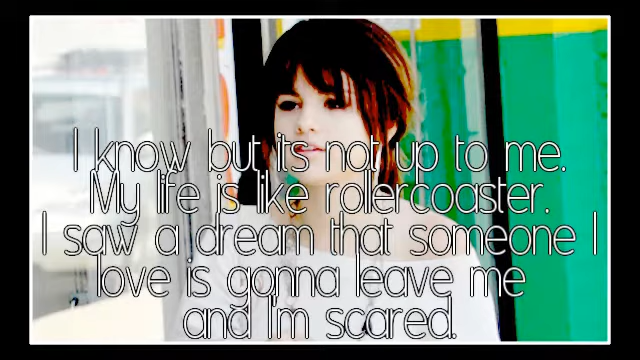 I know but its not up to me.
My life is like rollercoaster.
I saw a dream that someone I
love is gonna leave me
and I'm scared.